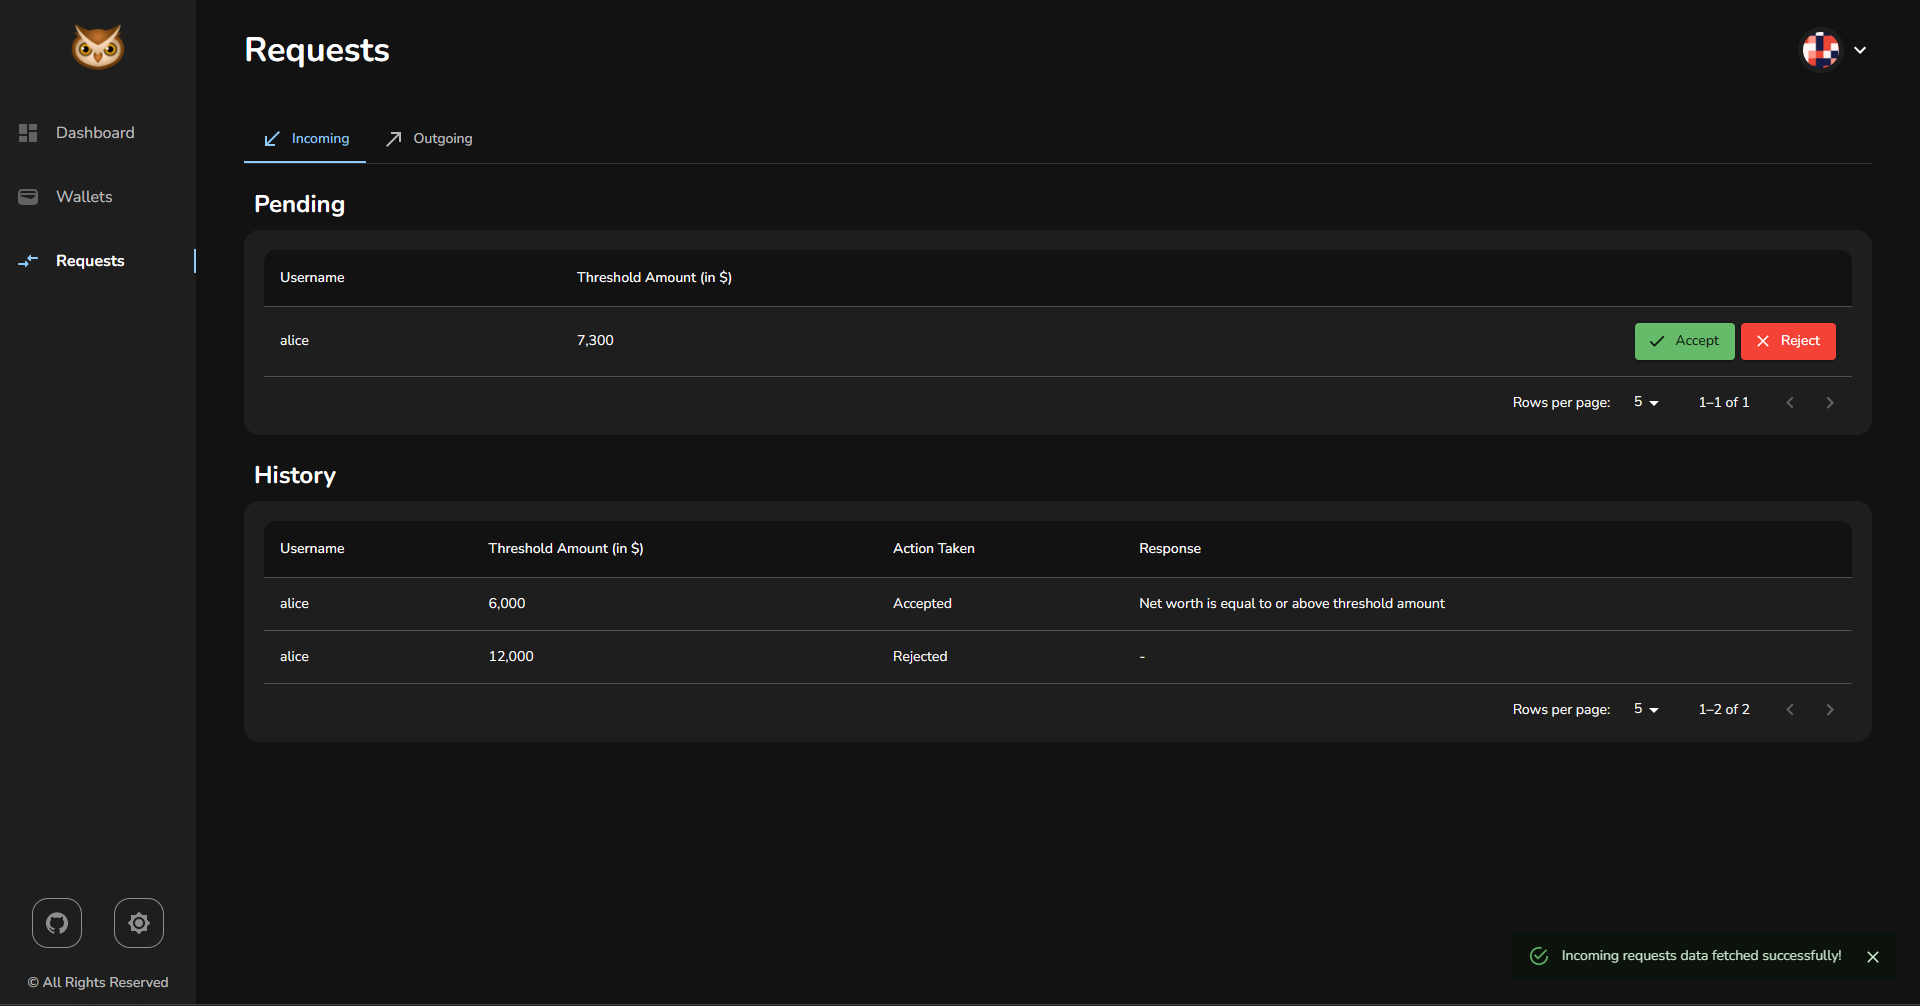 Requests
Dashboard
Wallets
Requests
Incoming Outgoing
Pending
Username Threshold Amount (in $)
alice 7,300 Accept Reject
Rows per page: 5 1–1 of 1
History
Username Threshold Amount (in $) Action Taken Response
alice 6,000 Accepted Net worth is equal to or above threshold amount
alice 12,000 Rejected -
Rows per page: 5 1–2 of 2
Incoming requests data fetched successfully!
© All Rights Reserved